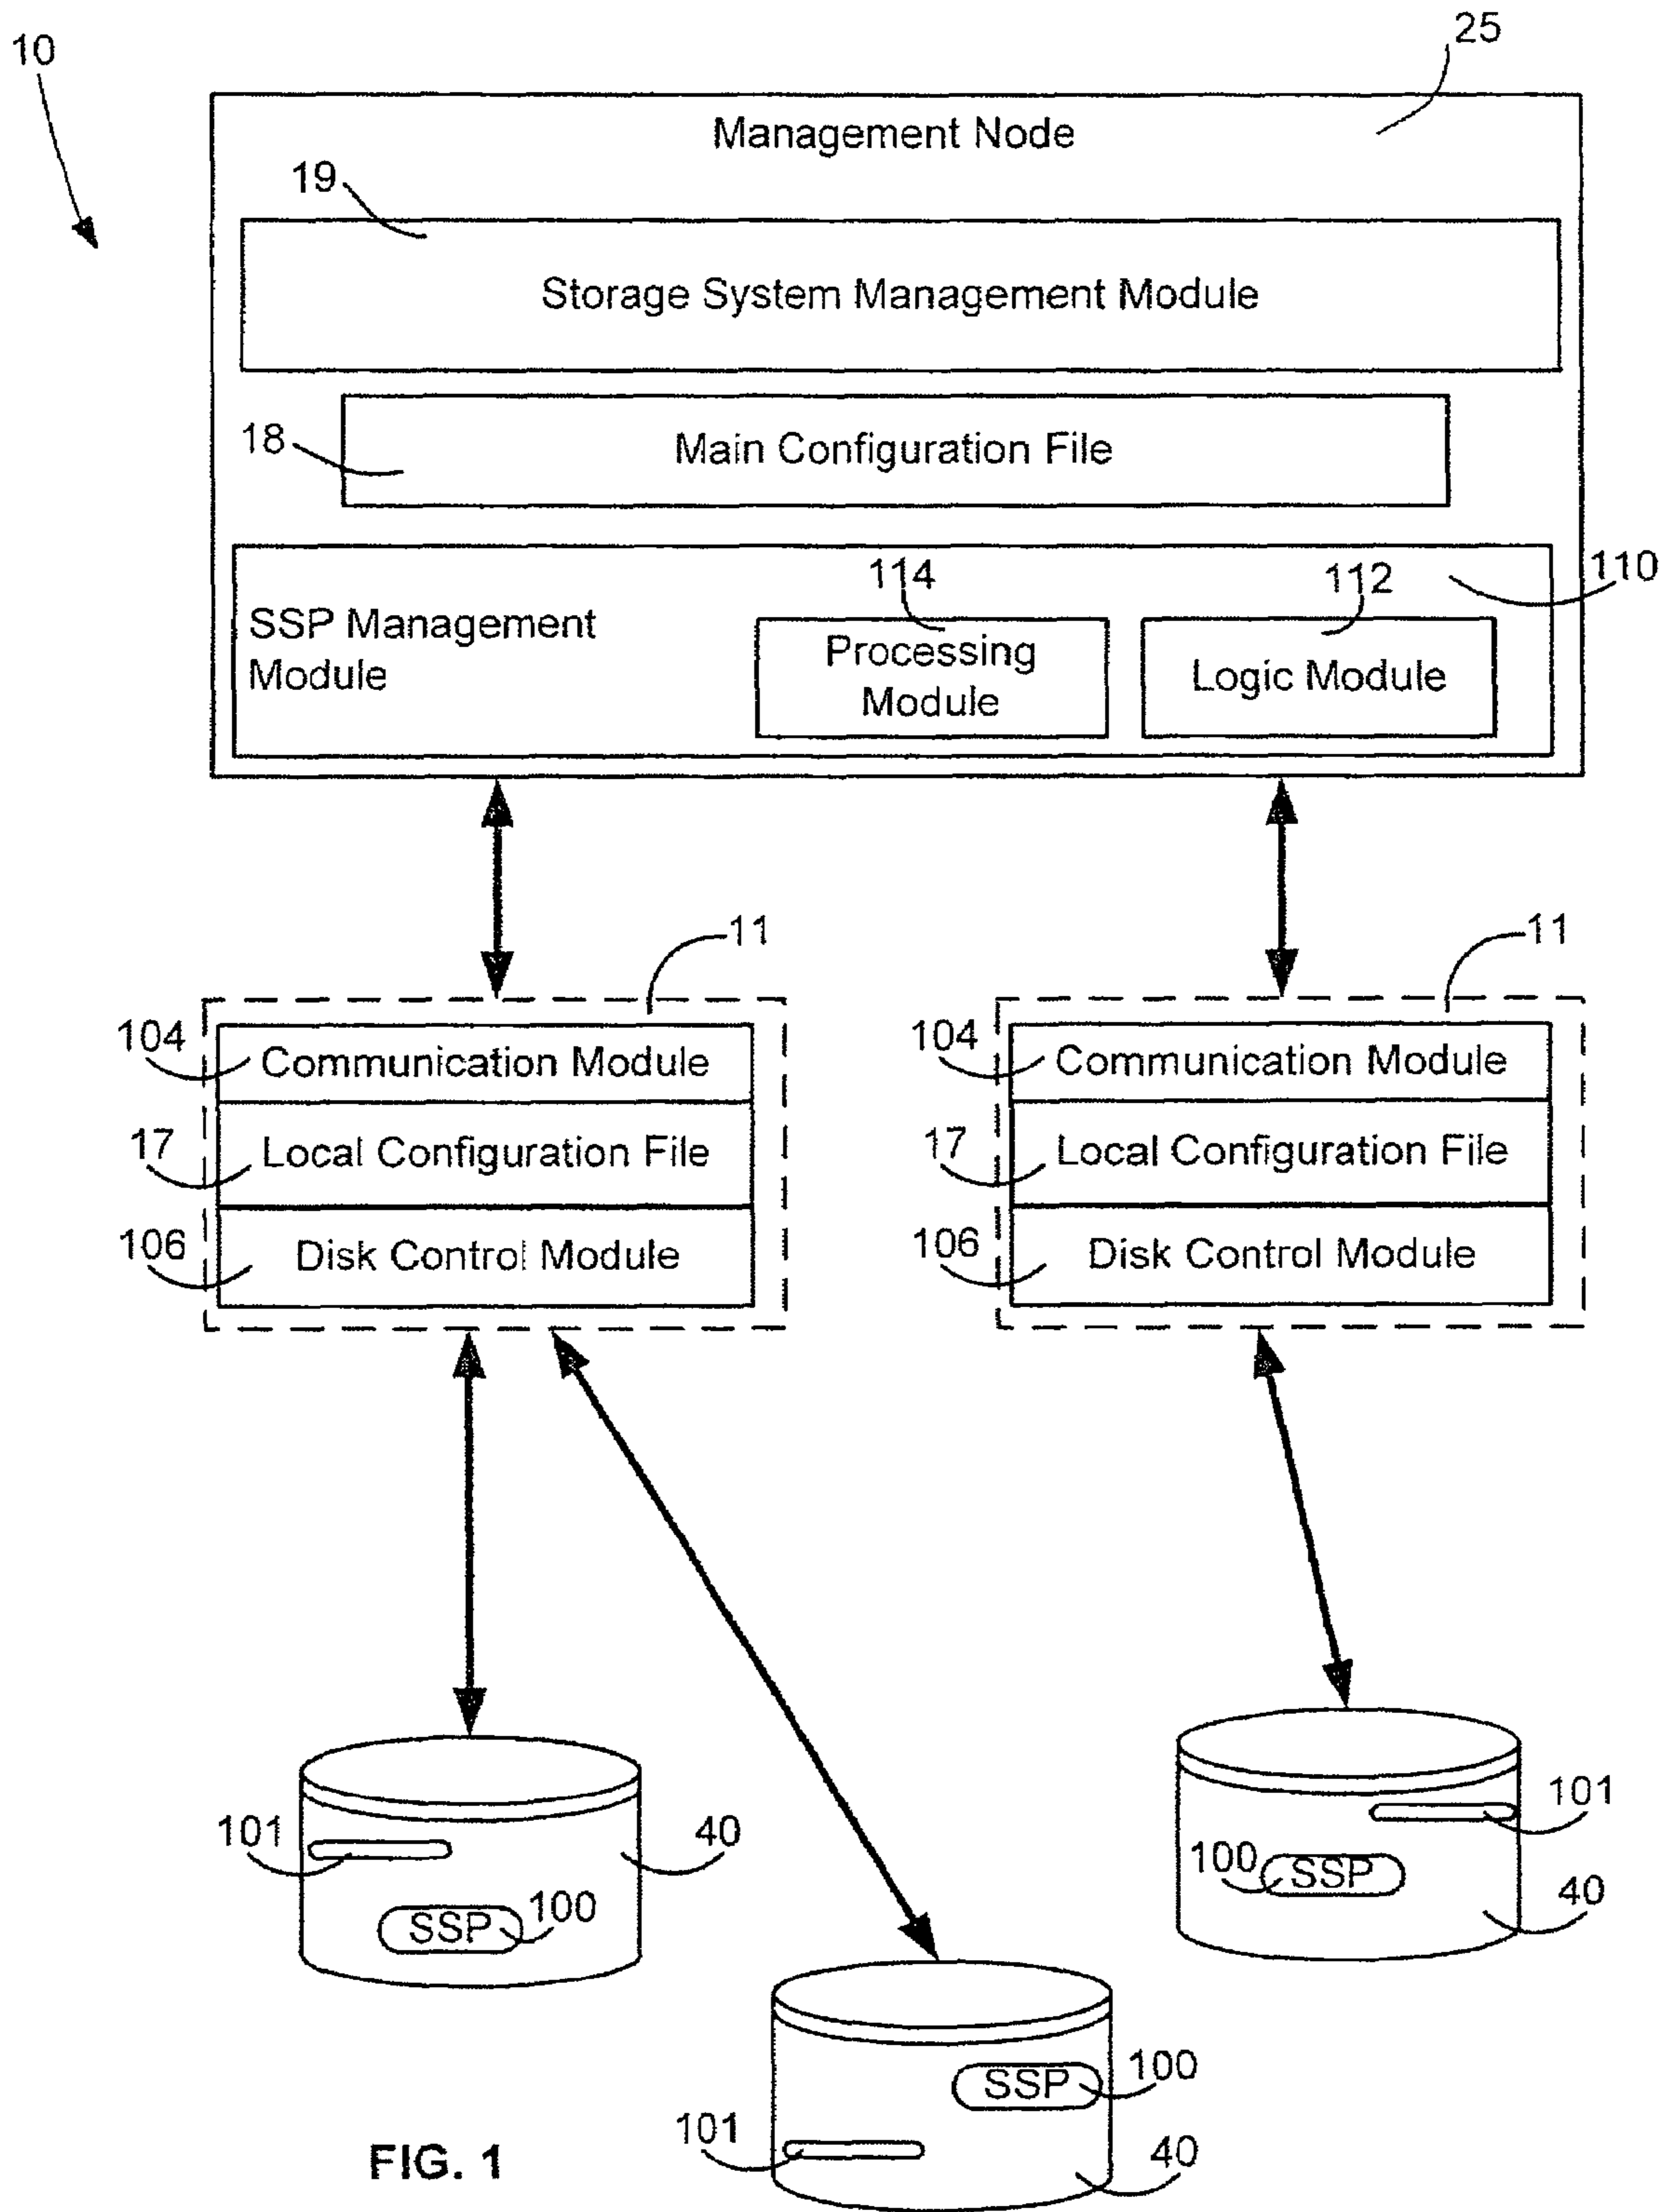 10
25
Management Node
19
Storage System Management Module
18
Main Configuration File
110
114
112
SSP Management
Module
Processing
Module
Logic Module
11
11
104
Communication Module
104
Communication Module
17
Local Configuration File
17
Local Configuration File
106
Disk Control Module
106
Disk Control Module
101
40
SSP
100
101
100
SSP
40
SSP
100
101
40
FIG. 1